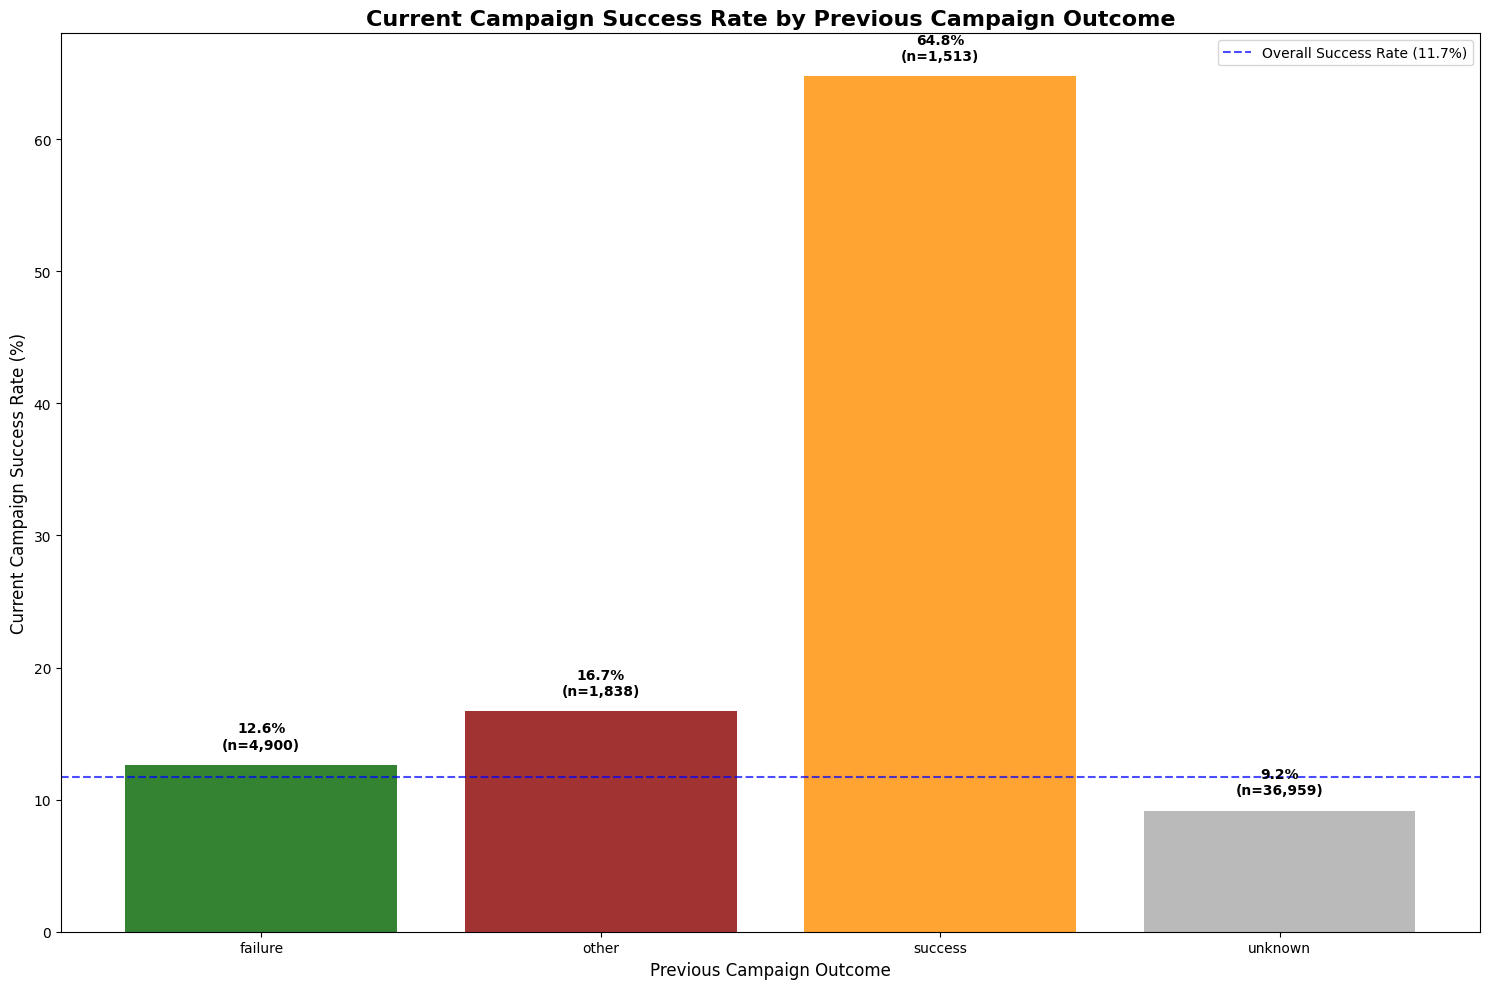 Current Campaign Success Rate by Previous Campaign Outcome
Overall Success Rate (11.7%)
Current Campaign Success Rate (%)
60
50
40
30
20
10
0
12.6%
(n=4,900)
16.7%
(n=1,838)
64.8%
(n=1,513)
9.2%
(n=36,959)
failure
other
success
unknown
Previous Campaign Outcome